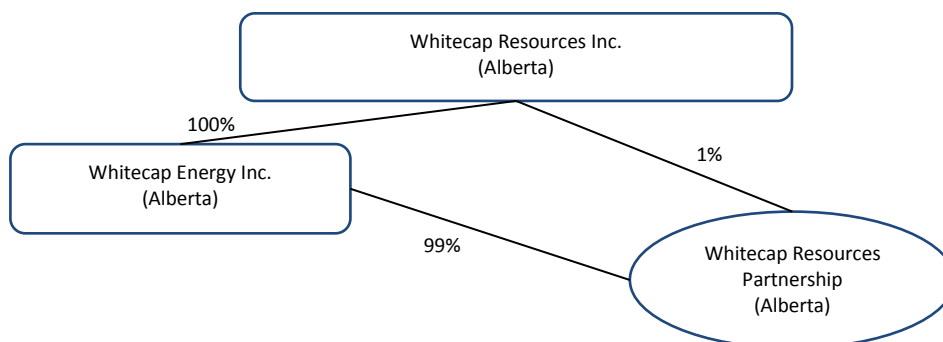 Whitecap Resources Inc.
(Alberta)
100%
1%
Whitecap Energy Inc.
(Alberta)
99%
Whitecap Resources
Partnership
(Alberta)